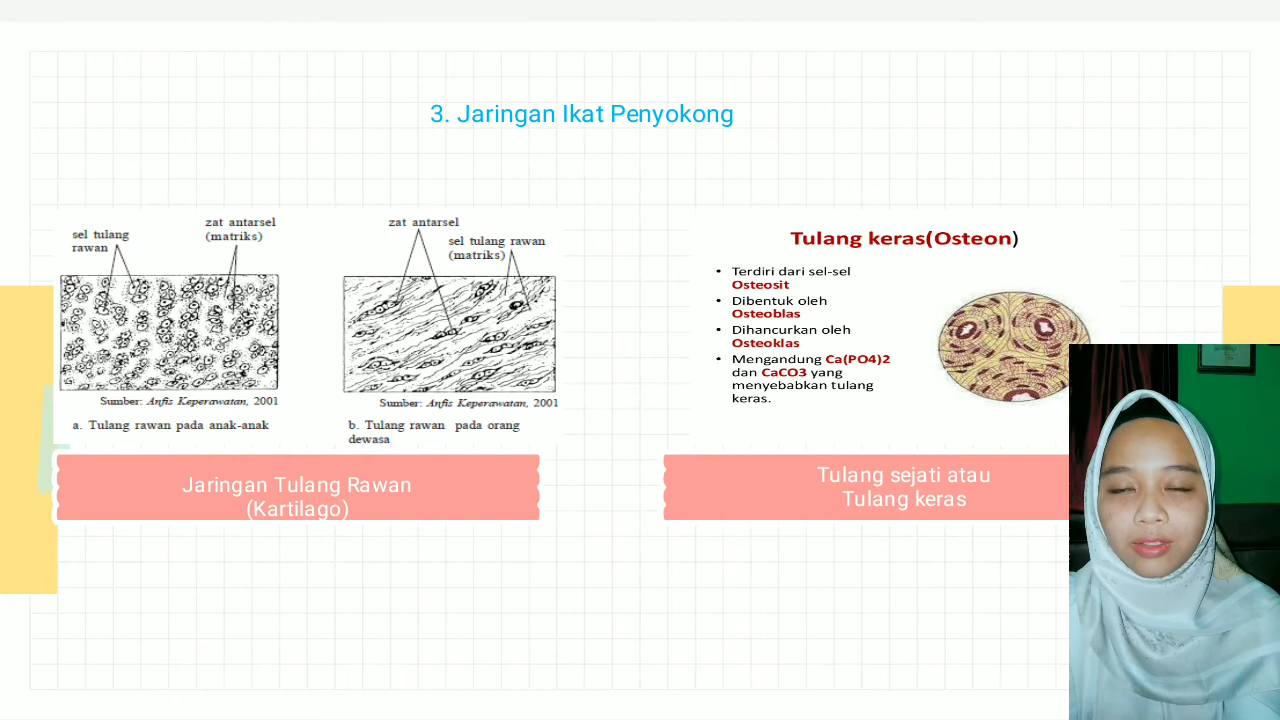 3. Jaringan Ikat Penyokong
sel tulang
rawan
zat antarsel
(matriks)
Sumber: Anfis Keperawatan, 2001
a. Tulang rawan pada anak-anak
zat antarsel
sel tulang rawan
(matriks)
Sumber: Anfis Keperawatan, 2001
b. Tulang rawan pada orang
dewasa
Jaringan Tulang Rawan
(Kartilago)
Tulang keras(Osteon)
• Terdiri dari sel-sel
Osteosit
• Dibentuk oleh
Osteoblas
• Dihancurkan oleh
Osteoklas
• Mengandung Ca(PO4)2
dan CaCO3 yang
menyebabkan tulang
keras.
Tulang sejati atau
Tulang keras